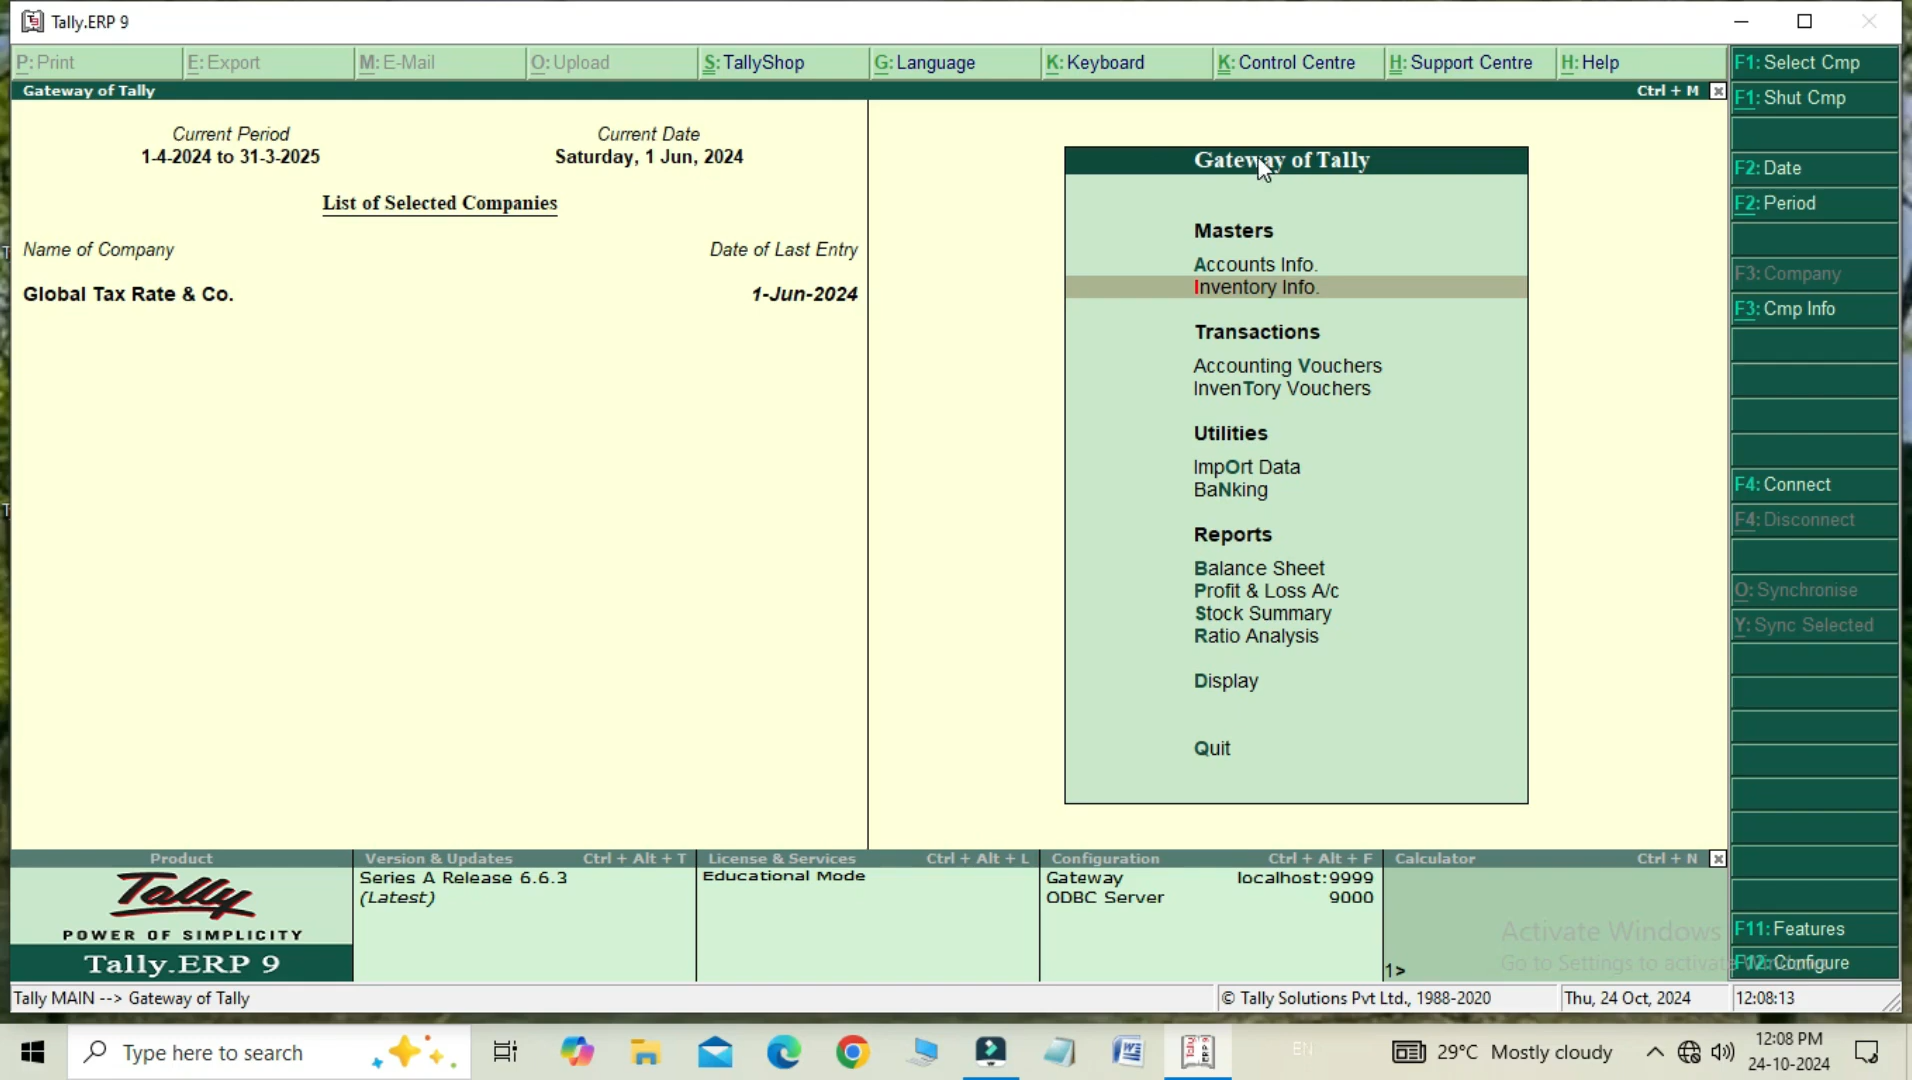 Tally.ERP 9
P: Print E: Export M: E-Mail O: Upload S: TallyShop G: Language K: Keyboard K: Control Centre H: Support Centre H: Help
Gateway of Tally Ctrl + M
Current Period Current Date
1-4-2024 to 31-3-2025 Saturday, 1 Jun, 2024
List of Selected Companies
Name of Company Date of Last Entry
Global Tax Rate & Co. 1-Jun-2024
Gateway of Tally
Masters
Accounts Info.
Inventory Info.
Transactions
Accounting Vouchers
InvenTory Vouchers
Utilities
ImpOrt Data
BaNking
Reports
Balance Sheet
Profit & Loss A/c
Stock Summary
Ratio Analysis
Display
Quit
F1: Select Cmp
F1: Shut Cmp
F2: Date
F2: Period
F3: Company
F3: Cmp Info
F4: Connect
F4: Disconnect
O: Synchronise
Y: Sync Selected
F11: Features
F12: Configure
Product
Tally
POWER OF SIMPLICITY
Tally.ERP 9
Version & Updates Ctrl + Alt + T
Series A Release 6.6.3
(Latest)
License & Services Ctrl + Alt + L
Educational Mode
Configuration Ctrl + Alt + F
Gateway localhost:9999
ODBC Server 9000
Calculator Ctrl + N
1>
Activate Windows
Go to Settings to activate Windows.
Tally MAIN --> Gateway of Tally © Tally Solutions Pvt Ltd., 1988-2020 Thu, 24 Oct, 2024 12:08:13
Type here to search
EN
29°C Mostly cloudy
12:08 PM
24-10-2024